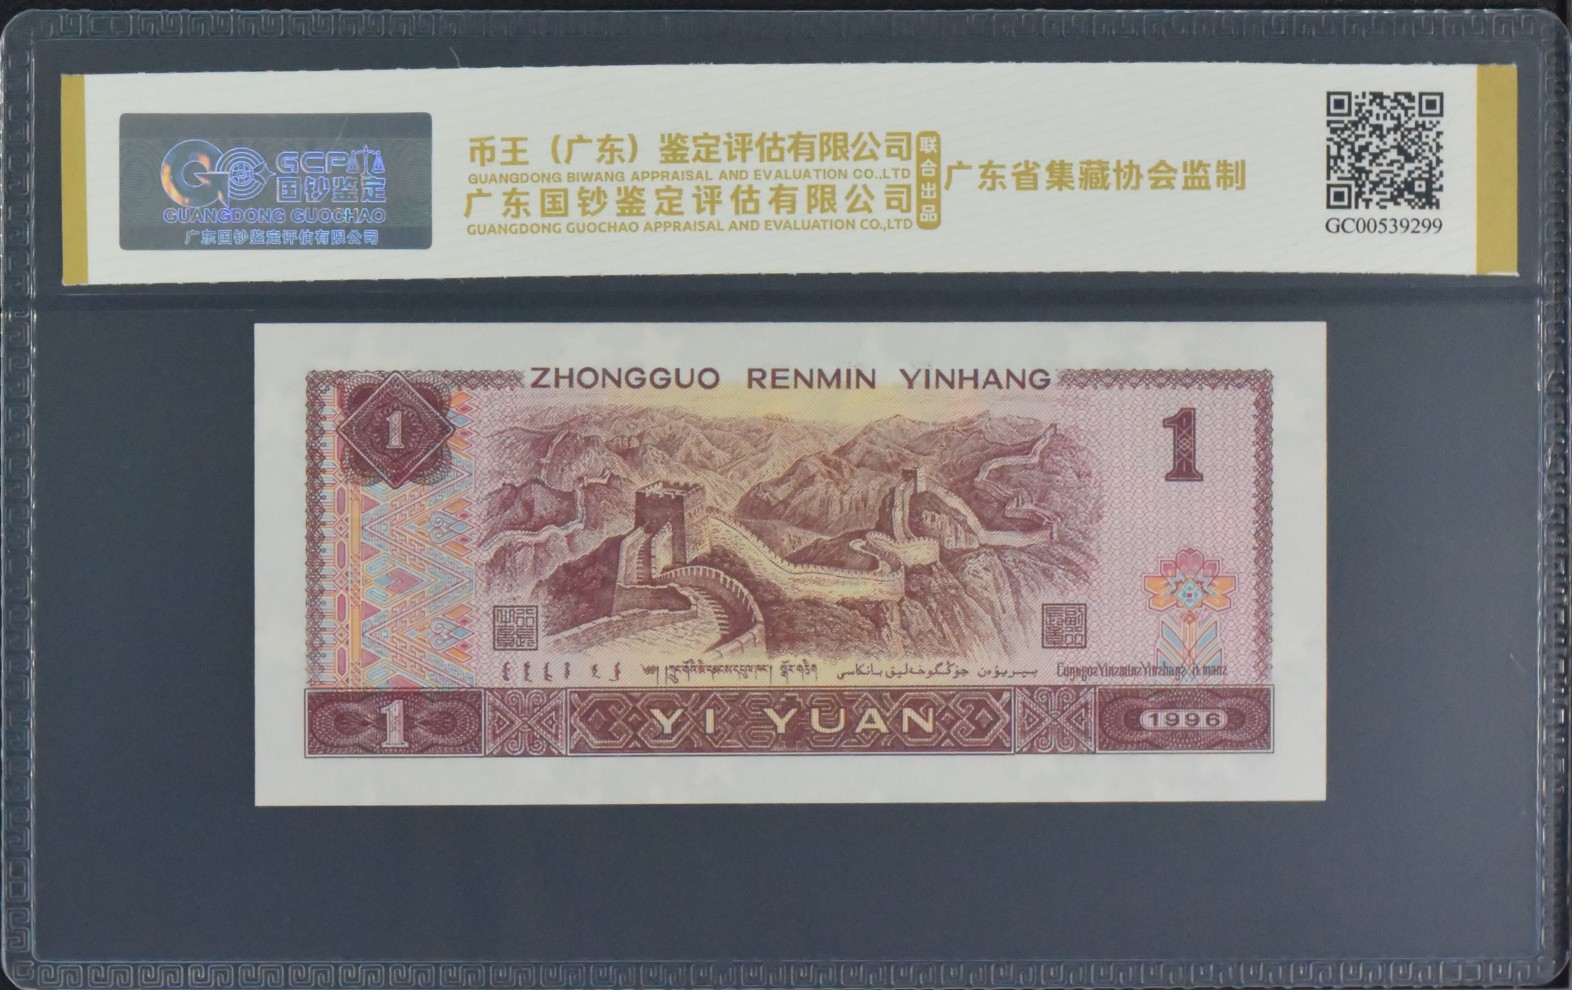 GCPA
国钞鉴定
GUANGDONG GUOCHAO
广东国钞鉴定评估有限公司
币王（广东）鉴定评估有限公司
GUANGDONG BIWANG APPRAISAL AND EVALUATION CO.,LTD
广东国钞鉴定评估有限公司
GUANGDONG GUOCHAO APPRAISAL AND EVALUATION CO.,LTD
联合出品
广东省集藏协会监制
GC00539299
ZHONGGUO RENMIN YINHANG
1
1
YI YUAN
1
1996